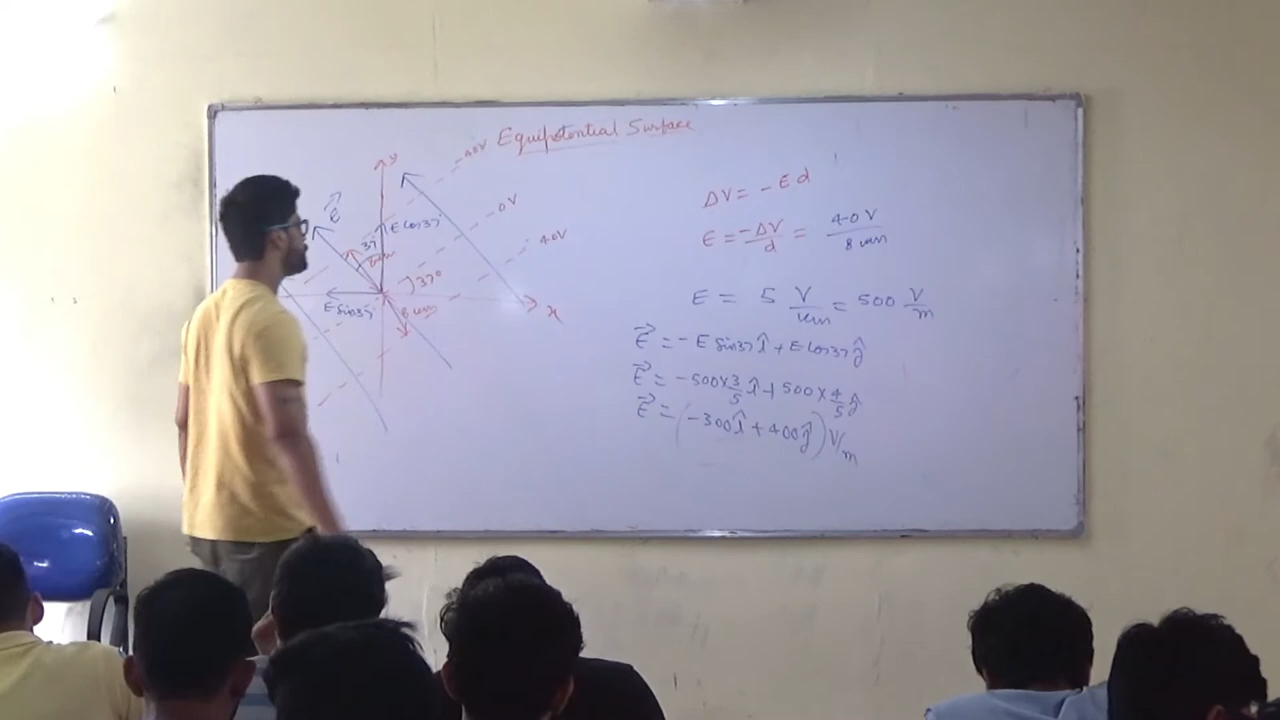 Equipotential Surface
y
-40V
0V
40V
E⃗
37
E Cos37
37°
E Sin37
8 cm
x
ΔV = - E d
E = -ΔV/d = 40V/8 cm
E = 5 V/cm = 500 V/m
E⃗ = - E Sin37 î + E Cos37 ĵ
E⃗ = -500×3/5 î + 500×4/5 ĵ
E⃗ = (-300 î + 400 ĵ) V/m